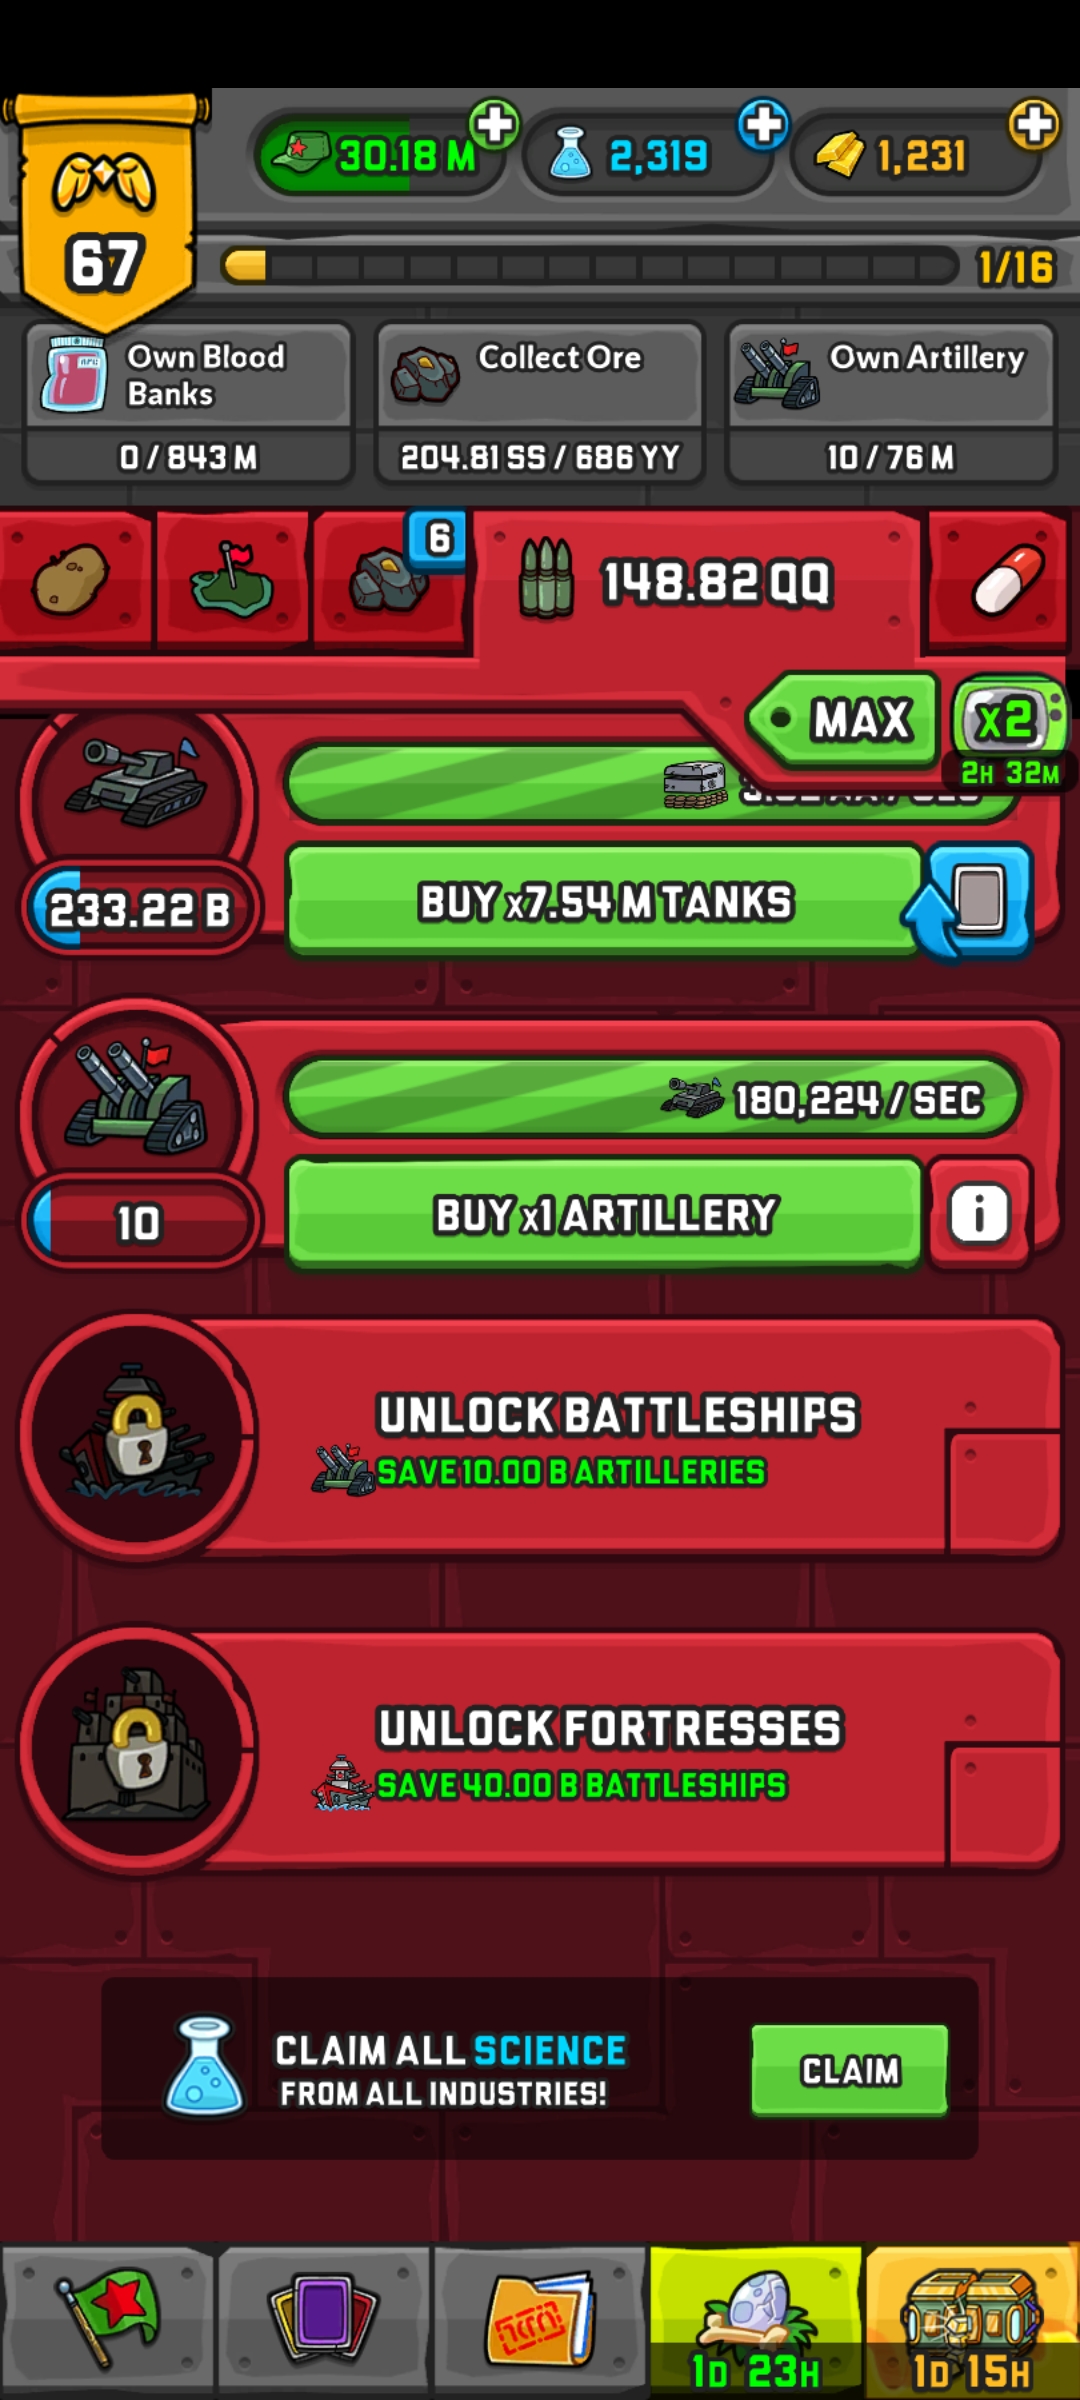 30.18 M
2,319
1,231
67
1/16
Own Blood
Banks
0 / 843 M
Collect Ore
204.81 SS / 686 YY
Own Artillery
10 / 76 M
6
148.82 QQ
MAX
x2
2H 32M
233.22 B
BUY x7.54 M TANKS
180,224 / SEC
10
BUY x1 ARTILLERY
i
UNLOCK BATTLESHIPS
SAVE 10.00 B ARTILLERIES
UNLOCK FORTRESSES
SAVE 40.00 B BATTLESHIPS
CLAIM ALL SCIENCE
FROM ALL INDUSTRIES!
CLAIM
1D 23H
1D 15H